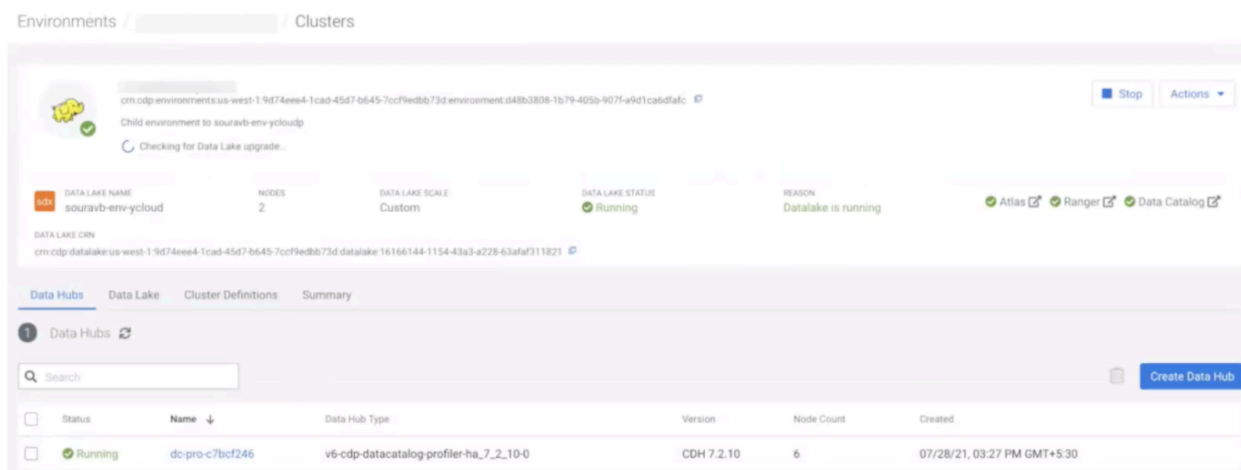 Environments / / Clusters
crn:cdp:environments:us-west-1:9d74eee4-1cad-45d7-b645-7ccf9edbb73d:environment:d48b3808-1b79-405b-907f-a9d1ca6dfafc
Stop Actions
Child environment to souravb-env-ycloudp
Checking for Data Lake upgrade...
sdx
DATA LAKE NAME NODES DATA LAKE SCALE DATA LAKE STATUS REASON
souravb-env-ycloud 2 Custom Running Datalake is running Atlas Ranger Data Catalog
DATA LAKE CRN
crn:cdp:datalake:us-west-1:9d74eee4-1cad-45d7-b645-7ccf9edbb73d:datalake:16166144-1154-43a3-a228-63afaf311821
Data Hubs Data Lake Cluster Definitions Summary
1 Data Hubs
Search Create Data Hub
Status Name Data Hub Type Version Node Count Created
Running dc-pro-c7bcf246 v6-cdp-datacatalog-profiler-ha_7_2_10-0 CDH 7.2.10 6 07/28/21, 03:27 PM GMT+5:30